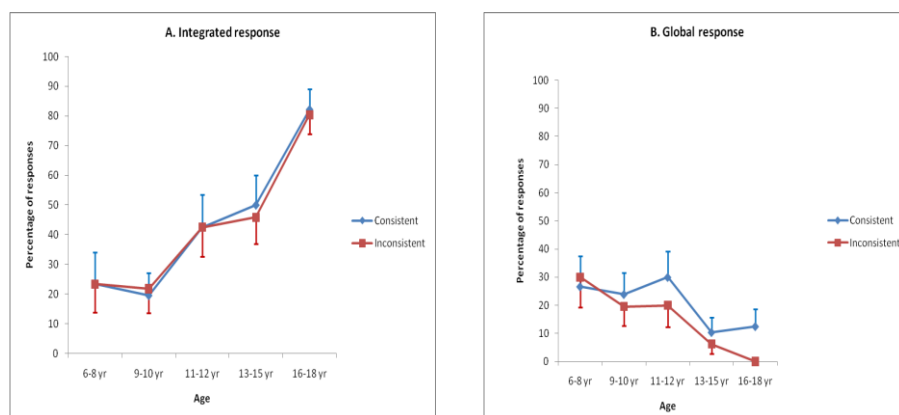 A. Integrated response
100
90
80
70
60
50
40
30
20
10
0
Percentage of responses
6-8 yr 9-10 yr 11-12 yr 13-15 yr 16-18 yr
Age
Consistent
Inconsistent
B. Global response
100
90
80
70
60
50
40
30
20
10
0
Percentage of responses
6-8 yr 9-10 yr 11-12 yr 13-15 yr 16-18 yr
Age
Consistent
Inconsistent